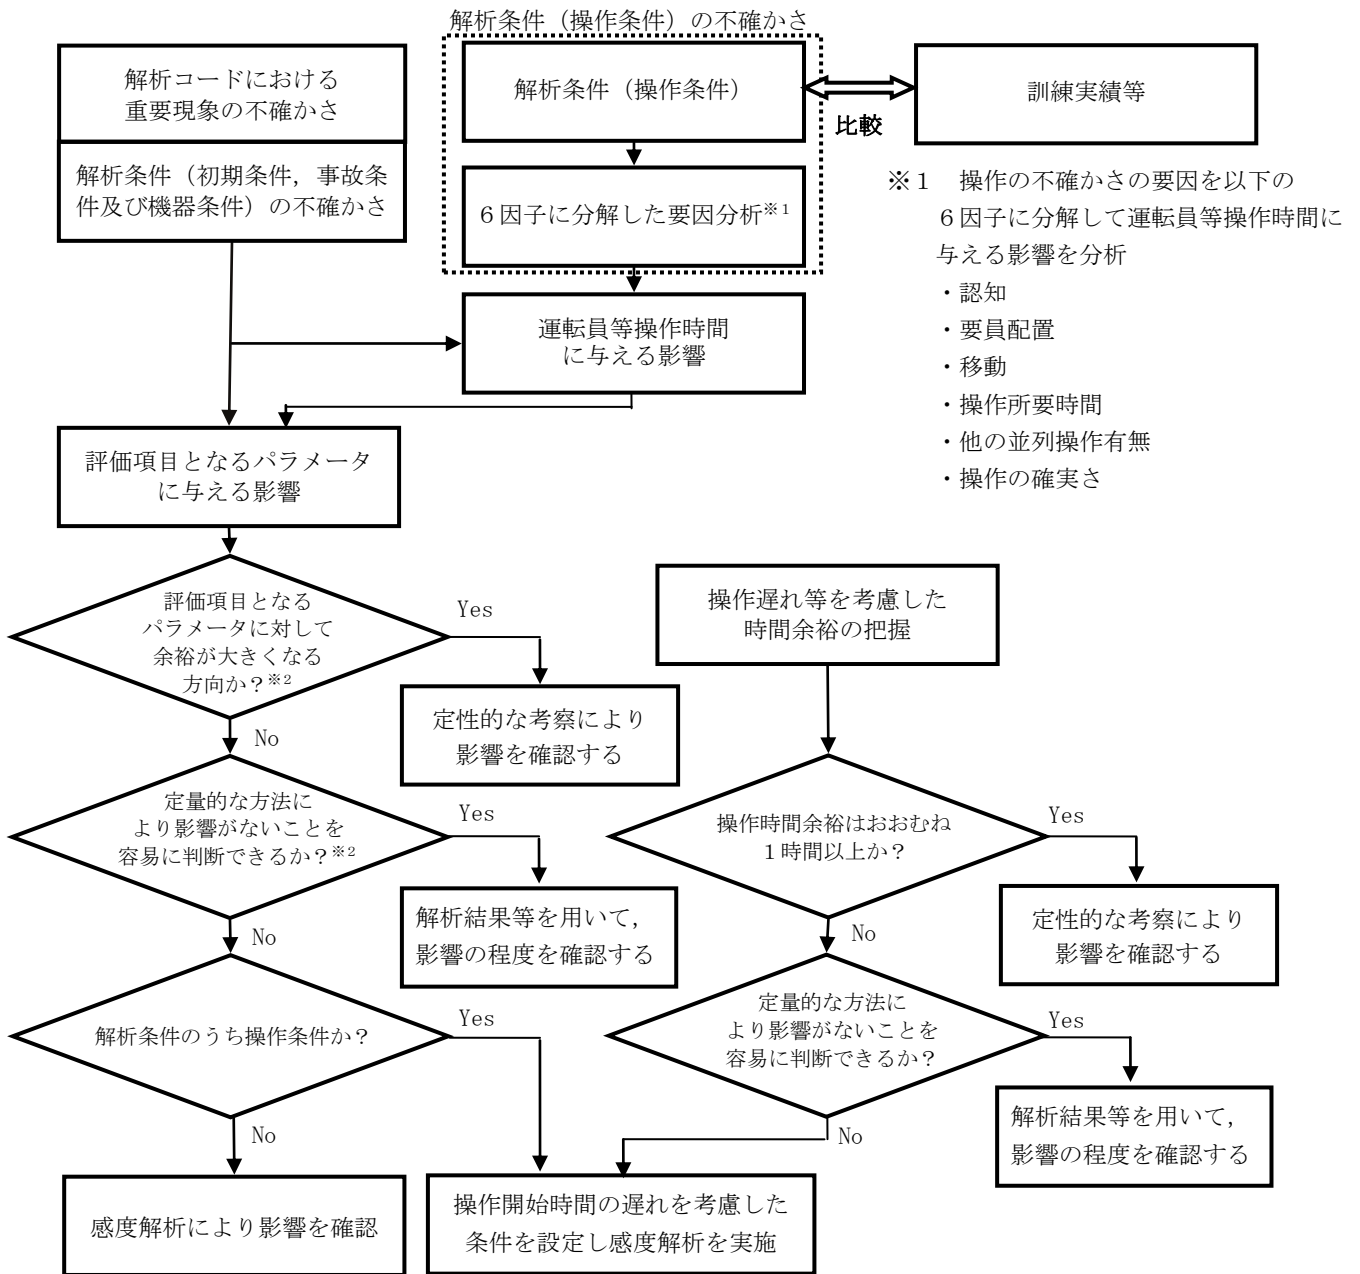 解析条件（操作条件）の不確かさ
解析コードにおける
重要現象の不確かさ
解析条件（初期条件，事故条
件及び機器条件）の不確かさ
解析条件（操作条件）
比較
訓練実績等
６因子に分解した要因分析※1
※１　操作の不確かさの要因を以下の
６因子に分解して運転員等操作時間に
与える影響を分析
・認知
・要員配置
・移動
・操作所要時間
・他の並列操作有無
・操作の確実さ
運転員等操作時間
に与える影響
評価項目となるパラメータ
に与える影響
評価項目となる
パラメータに対して
余裕が大きくなる
方向か？※2
Yes
定性的な考察により
影響を確認する
No
定量的な方法に
より影響がないことを
容易に判断できるか？※2
Yes
解析結果等を用いて，
影響の程度を確認する
No
解析条件のうち操作条件か？
Yes
No
感度解析により影響を確認
操作開始時間の遅れを考慮した
条件を設定し感度解析を実施
操作遅れ等を考慮した
時間余裕の把握
操作時間余裕はおおむね
１時間以上か？
Yes
定性的な考察により
影響を確認する
No
定量的な方法に
より影響がないことを
容易に判断できるか？
Yes
解析結果等を用いて，
影響の程度を確認する
No